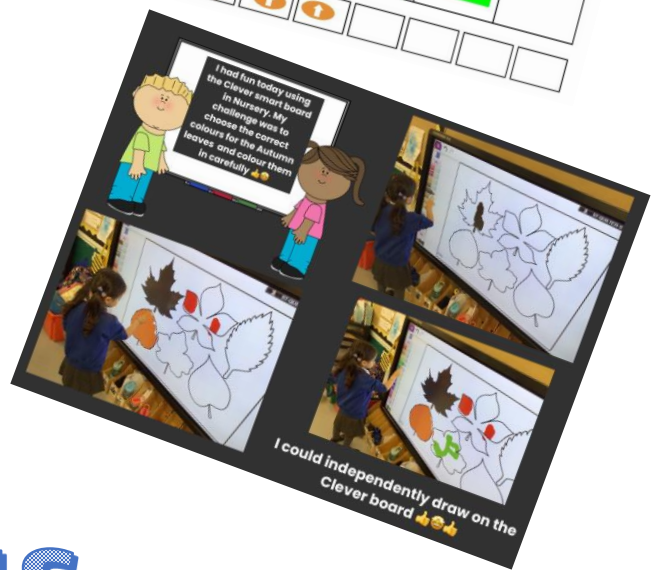 I had fun today using
the Clever smart board
in Nursery. My
challenge was to
choose the correct
colours for the Autumn
leaves and colour them
in carefully 👍🤩
I could independently draw on the
Clever board 👍🤩👍